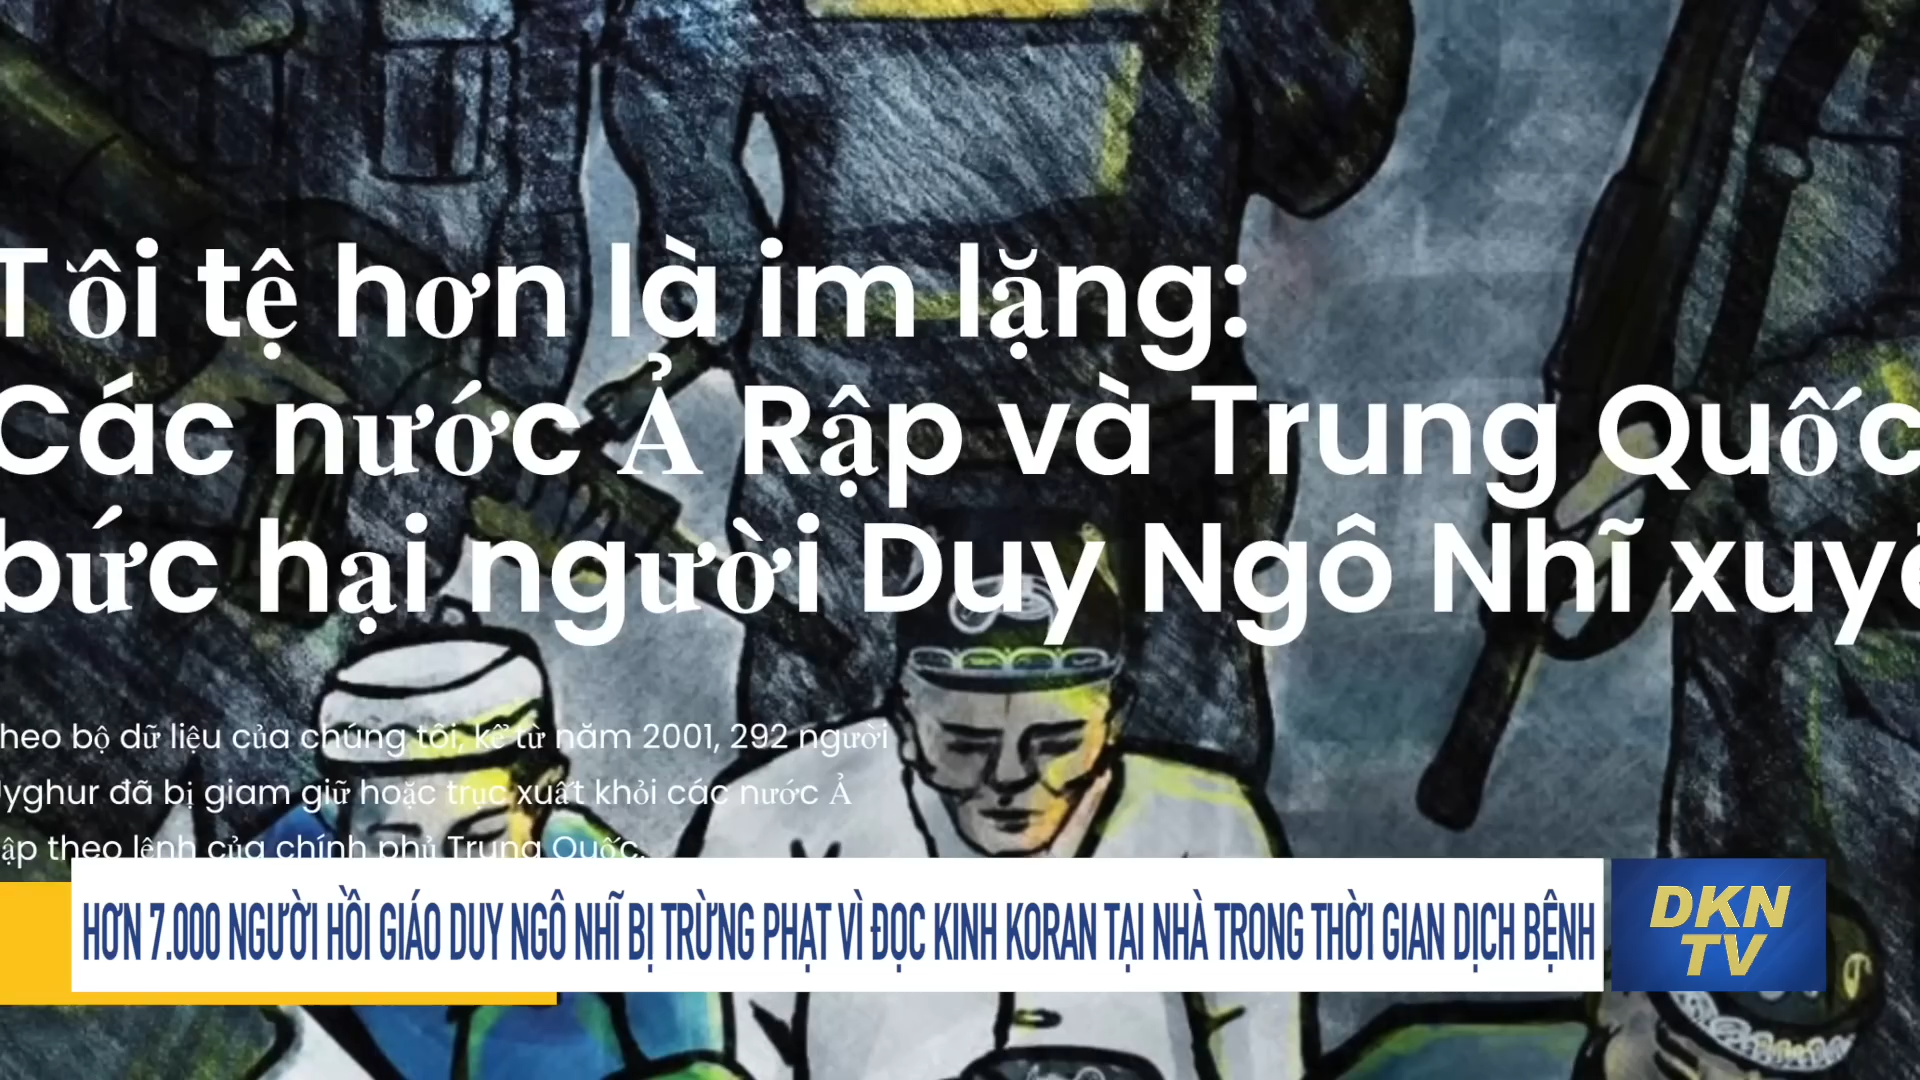 Tồi tệ hơn là im lặng:
Các nước Ả Rập và Trung Quốc
bức hại người Duy Ngô Nhĩ
heo bộ dữ liệu của chúng tôi, kể từ năm 2001, 292 người
yghur đã bị giam giữ hoặc trục xuất khỏi các nước Ả
ập theo lệnh của chính phủ Trung Quốc.
HƠN 7.000 NGƯỜI HỒI GIÁO DUY NGÔ NHĨ BỊ TRỪNG PHẠT VÌ ĐỌC KINH KORAN TẠI NHÀ TRONG THỜI GIAN DỊCH BỆNH
DKN
TV